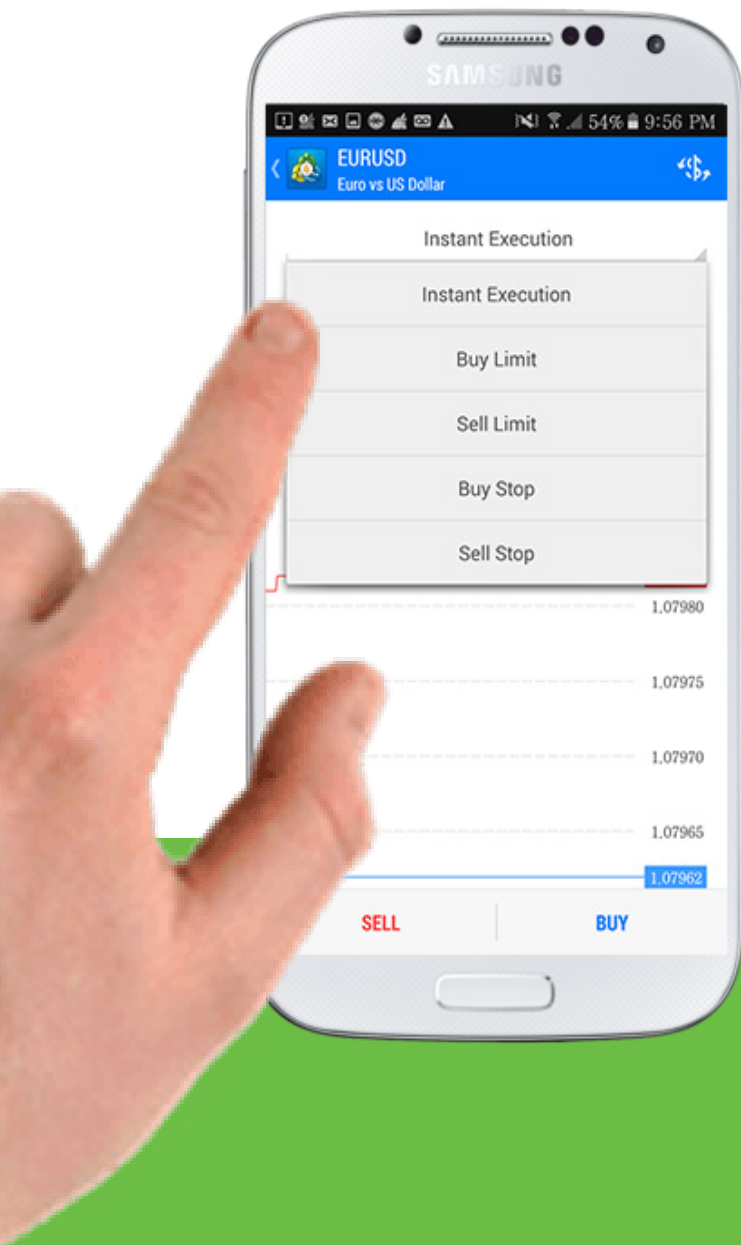 SAMSUNG
54% 9:56 PM
EURUSD
Euro vs US Dollar
Instant Execution
Instant Execution
Buy Limit
Sell Limit
Buy Stop
Sell Stop
1.07980
1.07975
1.07970
1.07965
1.07962
SELL
BUY